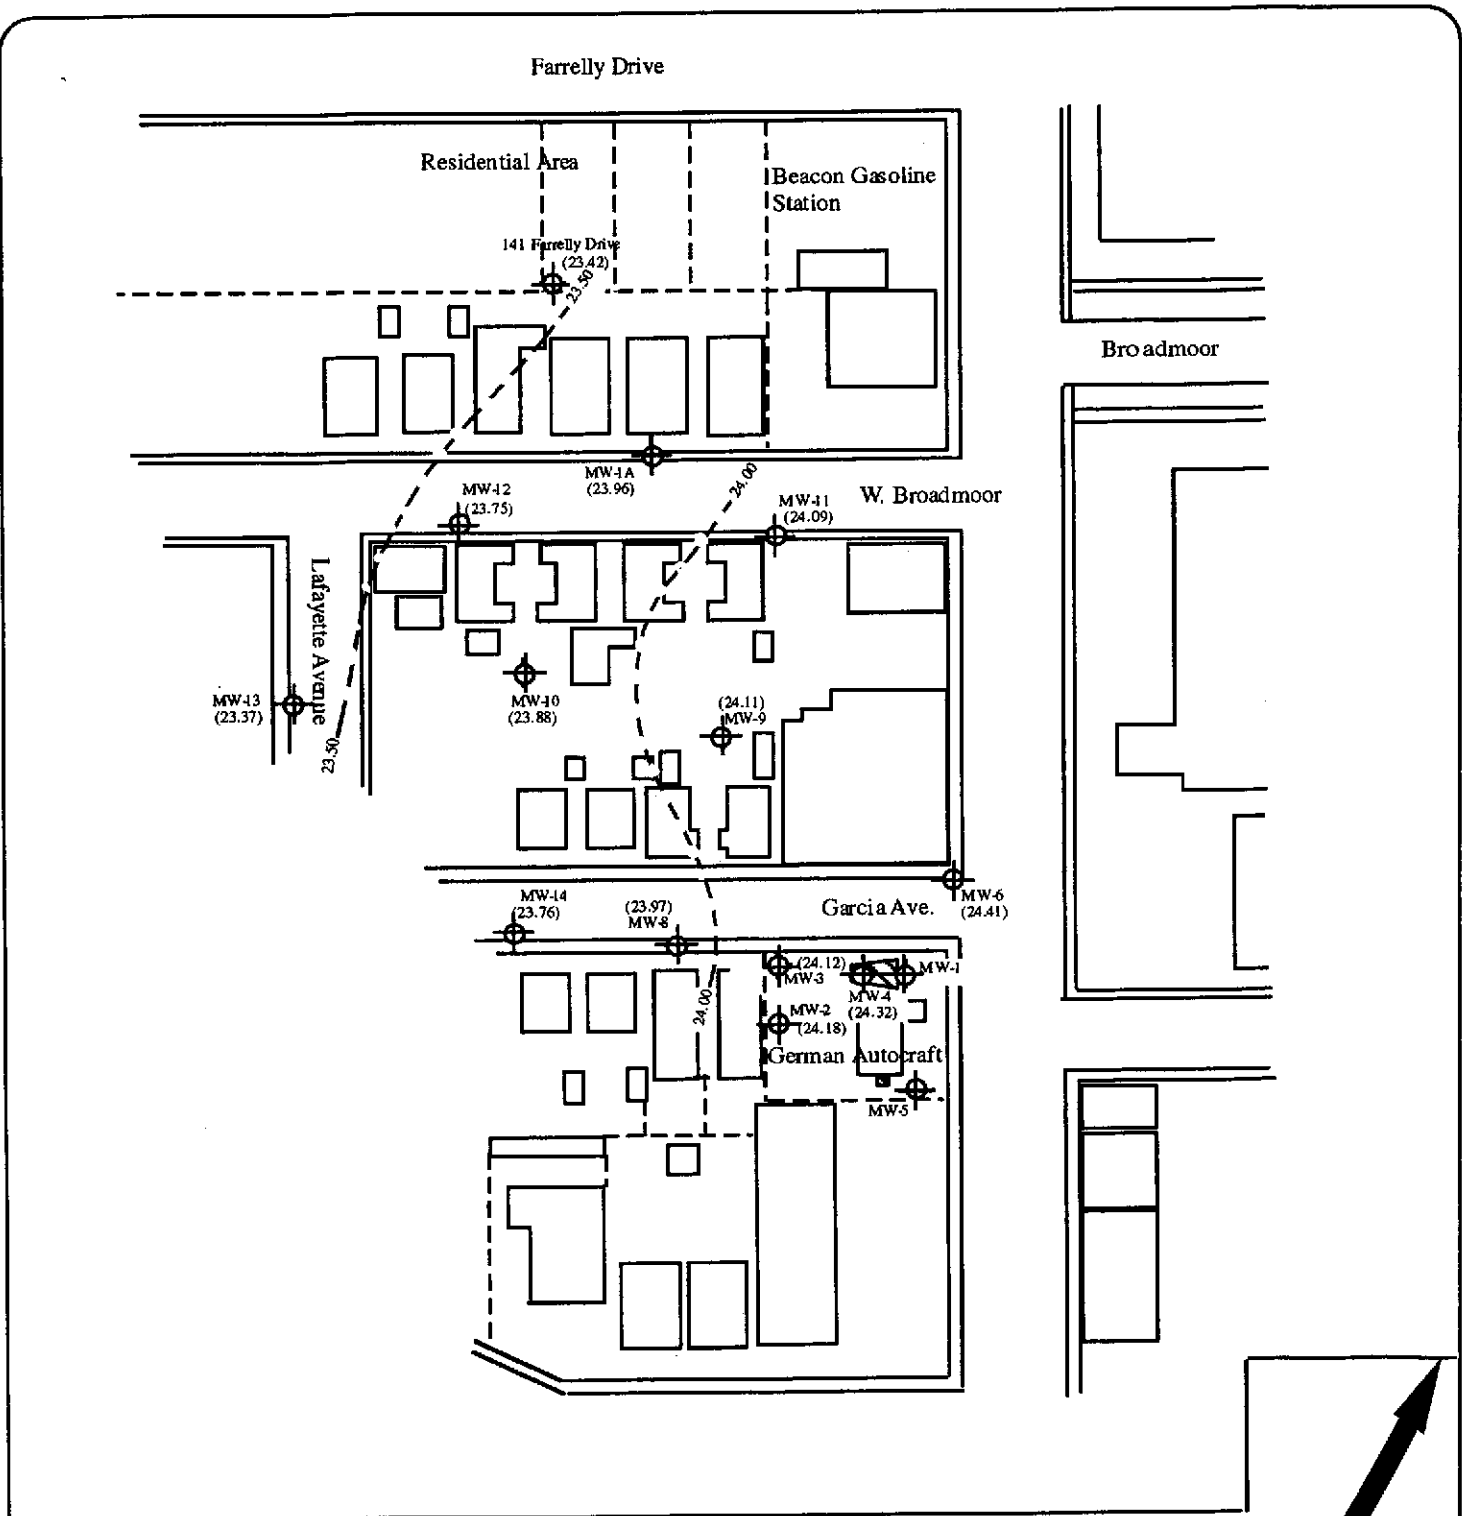 Farrelly Drive
Residential Area
Beacon Gasoline
Station
141 Farrelly Drive
(23.42)
23.50
Broadmoor
MW-1A
(23.96)
24.00
MW-12
(23.75)
MW-11
(24.09)
W. Broadmoor
Lafayette Avenue
MW-13
(23.37)
23.50
MW-10
(23.88)
(24.11)
MW-9
MW-14
(23.76)
(23.97)
MW-8
Garcia Ave.
MW-6
(24.41)
(24.12)
MW-3
MW-1
MW-4
(24.32)
MW-2
(24.18)
24.00
German Autocraft
MW-5